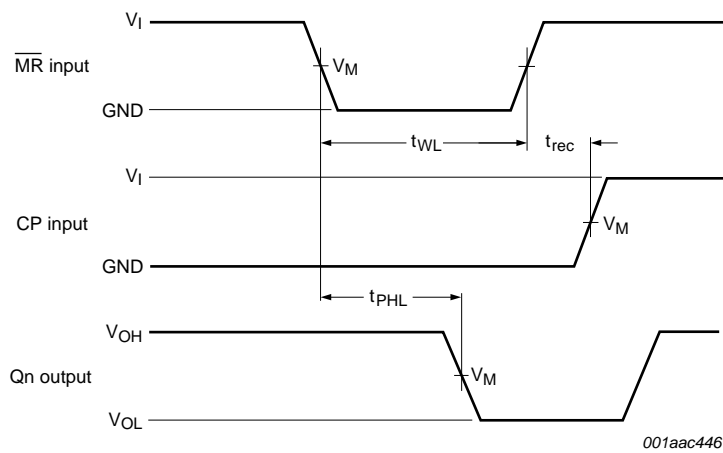 VI
MR input
VM
GND
tWL
trec
VI
CP input
VM
GND
tPHL
VOH
Qn output
VM
VOL
001aac446